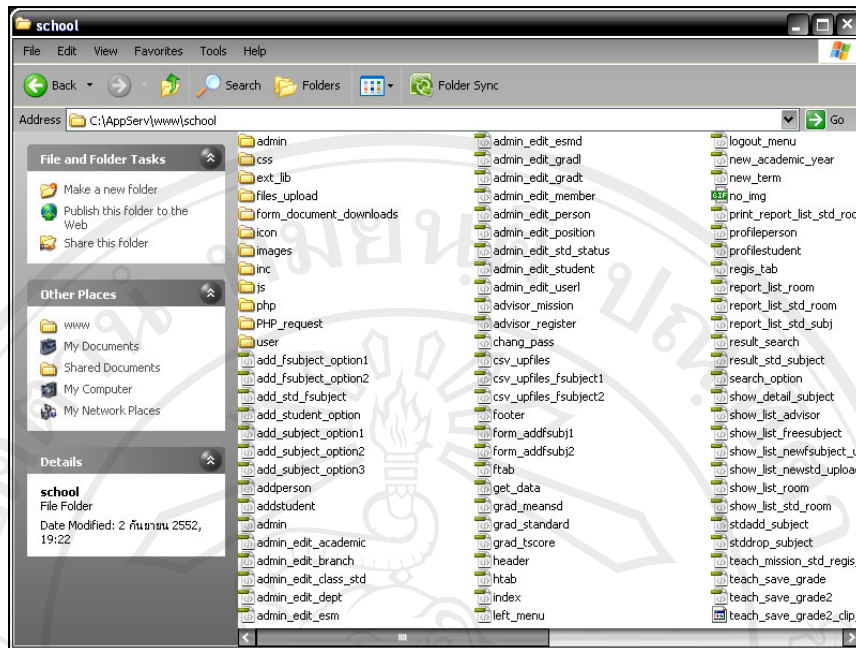 school
File Edit View Favorites Tools Help
Back Search Folders Folder Sync
Address C:\AppServ\www\school Go
File and Folder Tasks
Make a new folder
Publish this folder to the
Web
Share this folder
Other Places
www
My Documents
Shared Documents
My Computer
My Network Places
Details
school
File Folder
Date Modified: 2 กันยายน 2552,
19:22
admin
css
ext_lib
files_upload
form_document_downloads
icon
images
inc
js
php
PHP_request
user
add_fsubject_option1
add_fsubject_option2
add_std_fsubject
add_student_option
add_subject_option1
add_subject_option2
add_subject_option3
addperson
addstudent
admin
admin_edit_academic
admin_edit_branch
admin_edit_class_std
admin_edit_dept
admin_edit_esm
admin_edit_esmd
admin_edit_gradl
admin_edit_gradt
admin_edit_member
admin_edit_person
admin_edit_position
admin_edit_std_status
admin_edit_student
admin_edit_userl
advisor_mission
advisor_register
chang_pass
csv_upfiles
csv_upfiles_fsubject1
csv_upfiles_fsubject2
footer
form_addfsubj1
form_addfsubj2
ftab
get_data
grad_meansd
grad_standard
grad_tscore
header
htab
index
left_menu
logout_menu
new_academic_year
new_term
no_img
print_report_list_std_roo
profileperson
profilestudent
regis_tab
report_list_room
report_list_std_room
report_list_std_subj
result_search
result_std_subject
search_option
show_detail_subject
show_list_advisor
show_list_freesubject
show_list_newfsubject_u
show_list_newstd_upload
show_list_room
show_list_std_room
stdadd_subject
stddrop_subject
teach_mission_std_regis_
teach_save_grade
teach_save_grade2
teach_save_grade2_clip_